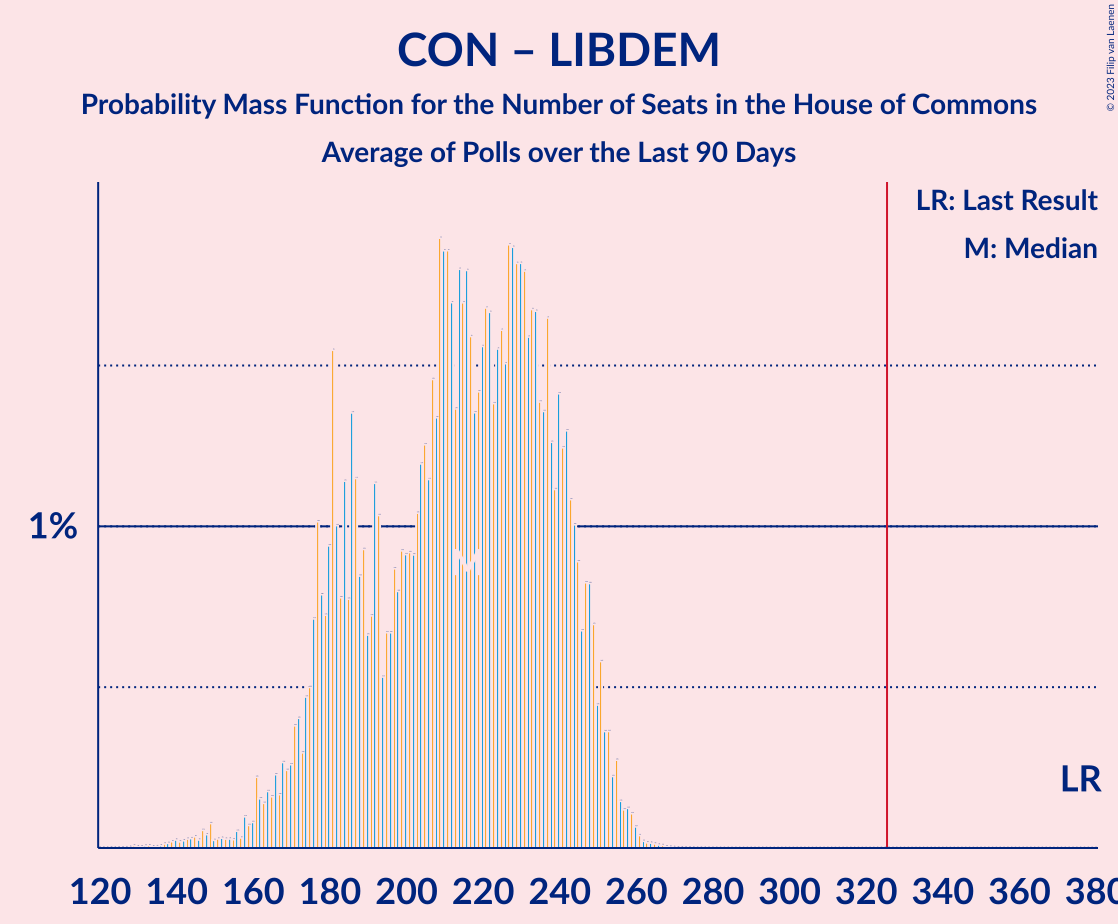 CON – LIBDEM
Probability Mass Function for the Number of Seats in the House of Commons
Average of Polls over the Last 90 Days
© 2023 Filip van Laenen
LR: Last Result
M: Median
1%
M
LR
120 140 160 180 200 220 240 260 280 300 320 340 360 380